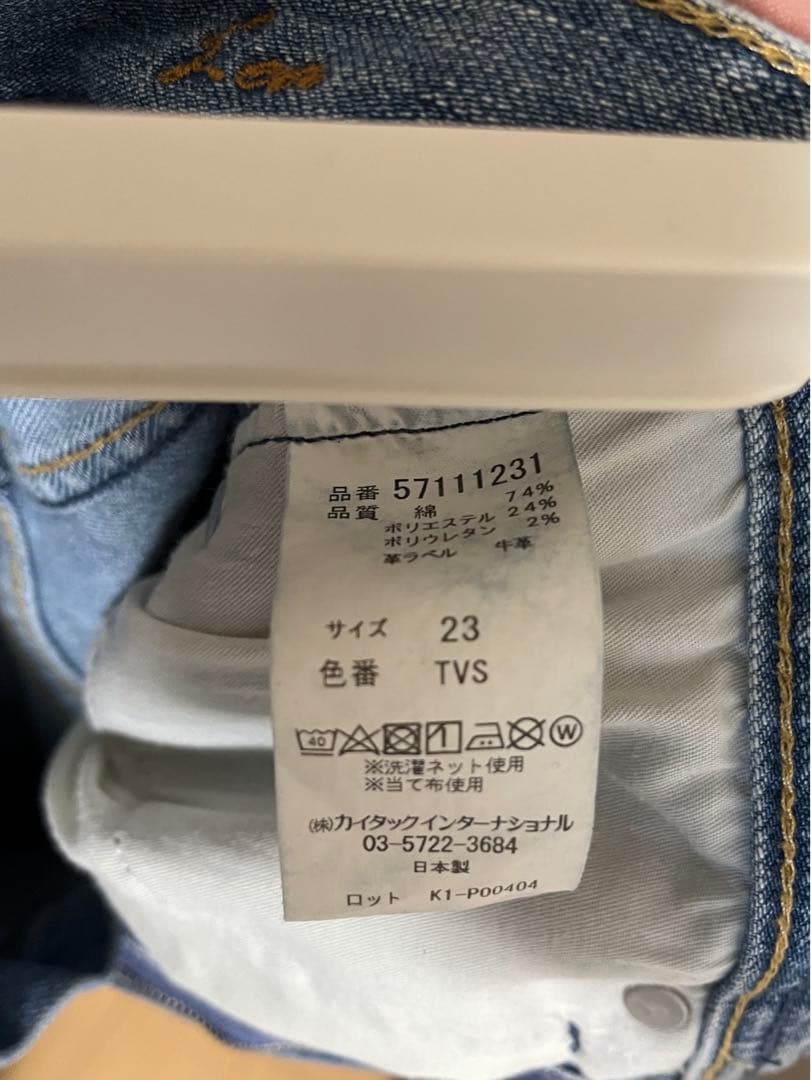 品番 57111231
品質 綿 74%
ポリエステル 24%
ポリウレタン 2%
革ラベル 牛革
サイズ 23
色番 TVS
40 W
※洗濯ネット使用
※当て布使用
㈱カイタックインターナショナル
03-5722-3684
日本製
ロット K1-P00404